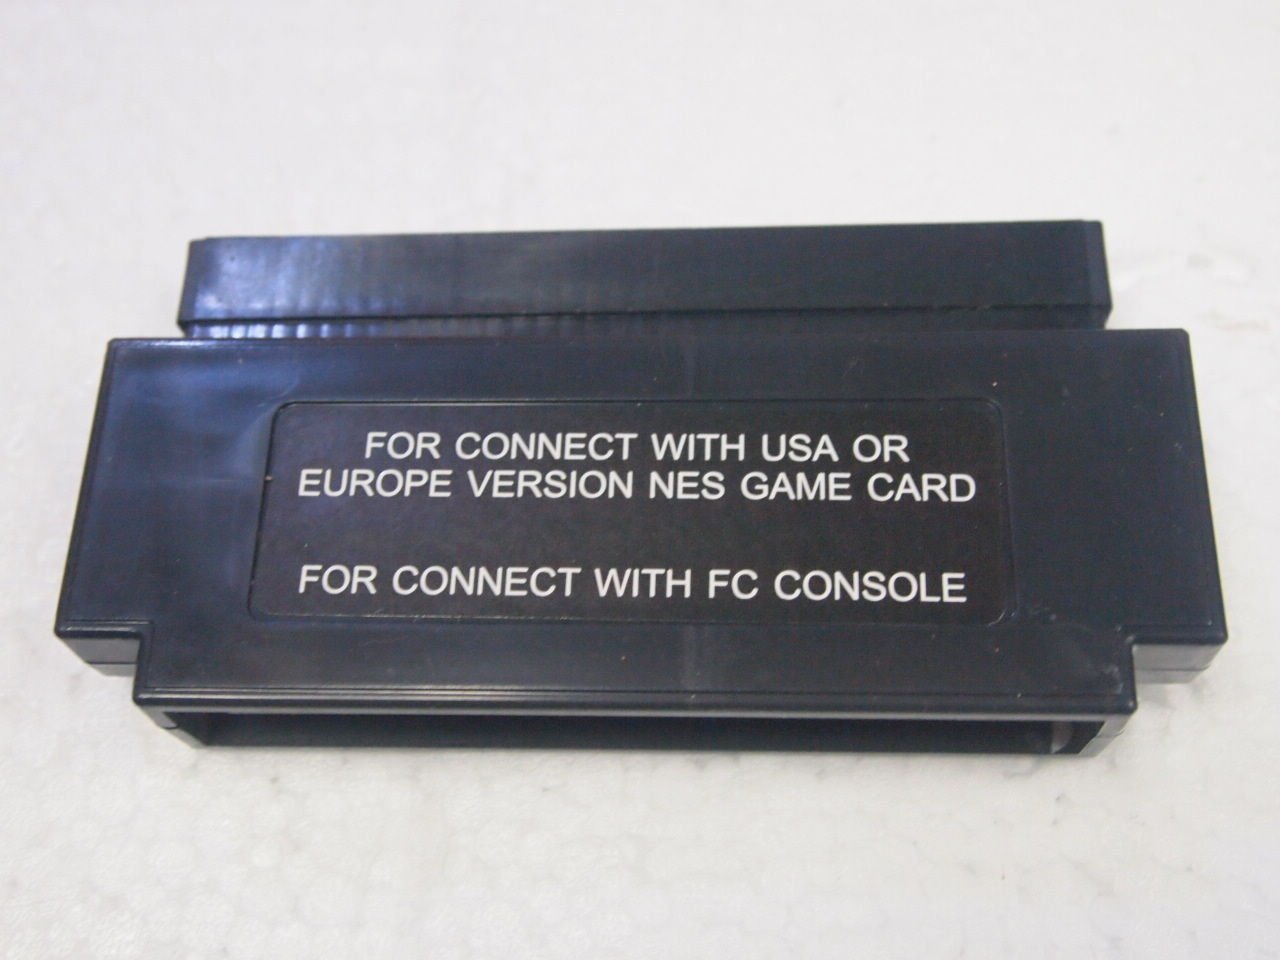 FOR CONNECT WITH USA OR
EUROPE VERSION NES GAME CARD
FOR CONNECT WITH FC CONSOLE